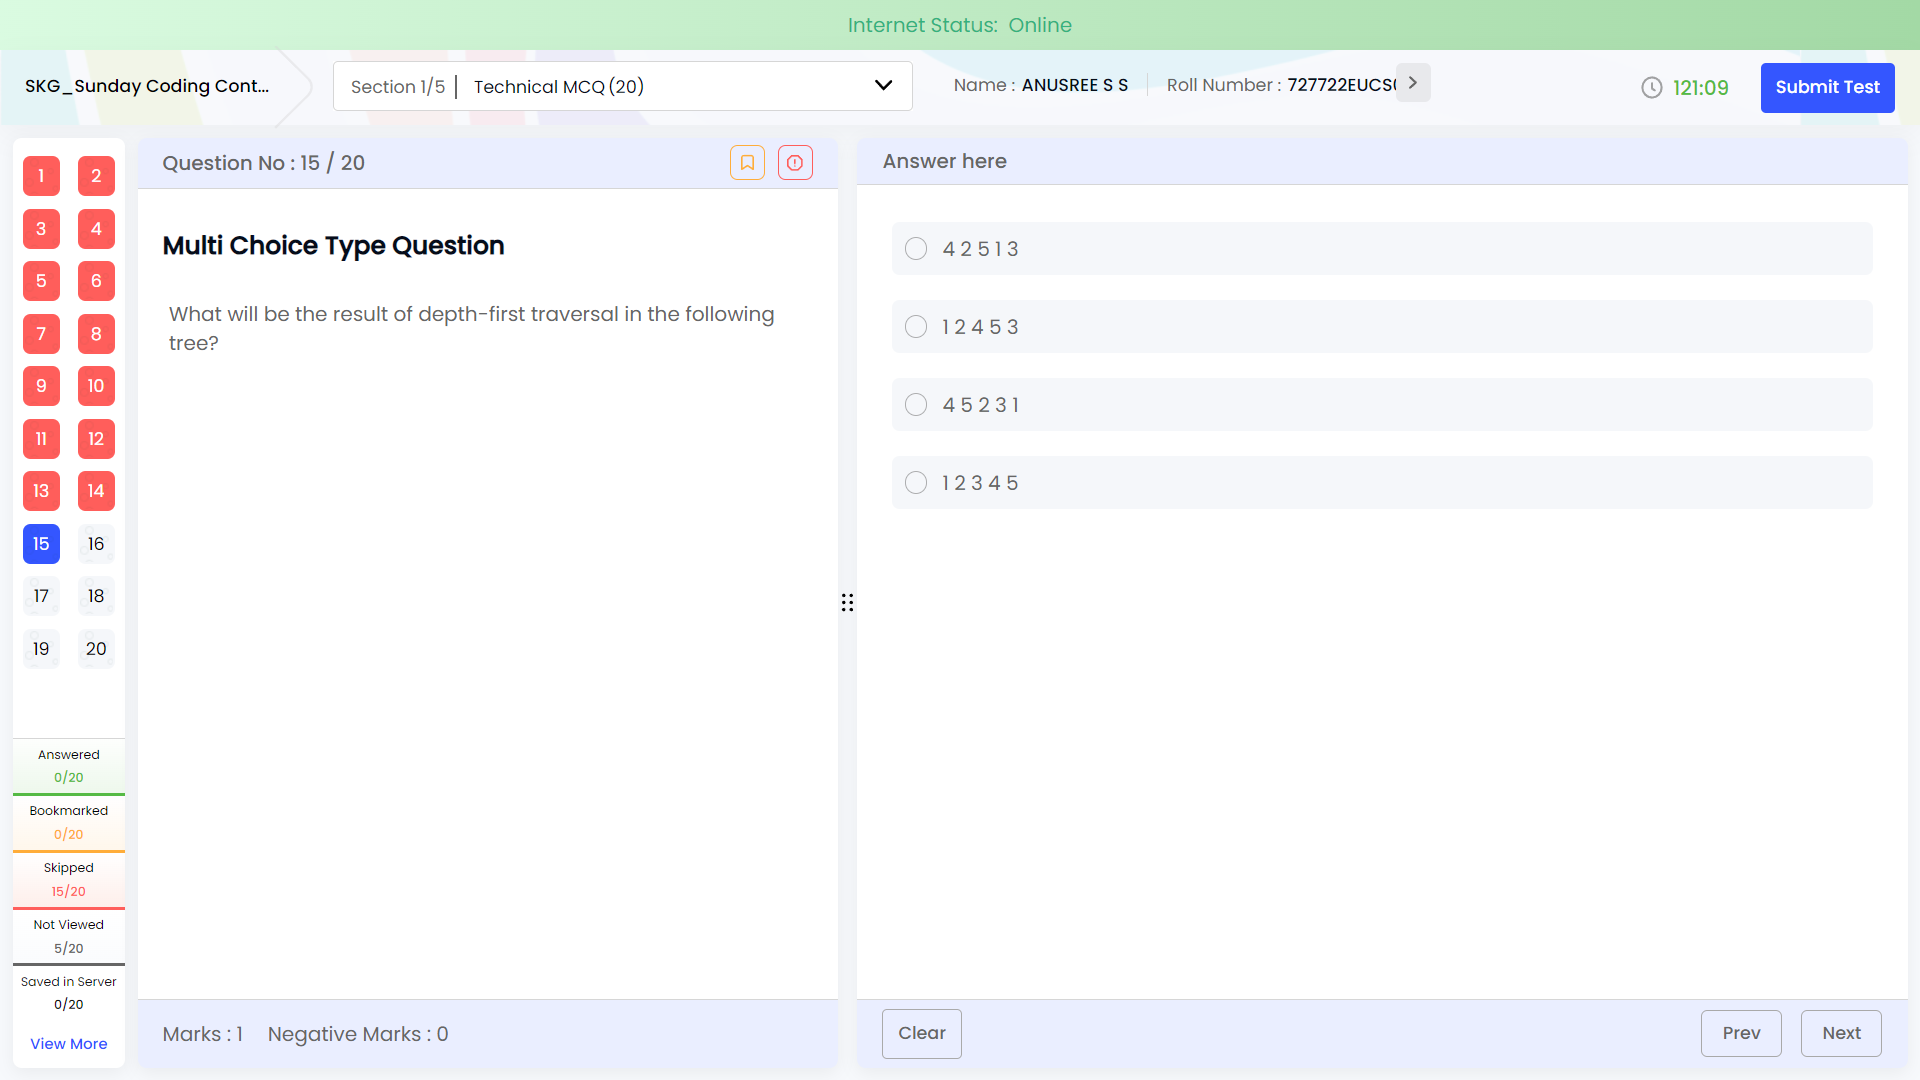 Internet Status: Online
SKG_Sunday Coding Cont...
Section 1/5 | Technical MCQ (20)
Name : ANUSREE S S
Roll Number : 727722EUCS
121:09
Submit Test
1 2
3 4
5 6
7 8
9 10
11 12
13 14
15 16
17 18
19 20
Answered
0/20
Bookmarked
0/20
Skipped
15/20
Not Viewed
5/20
Saved in Server
0/20
View More
Question No : 15 / 20
Multi Choice Type Question
What will be the result of depth-first traversal in the following
tree?
Marks : 1 Negative Marks : 0
Answer here
4 2 5 1 3
1 2 4 5 3
4 5 2 3 1
1 2 3 4 5
Clear
Prev
Next